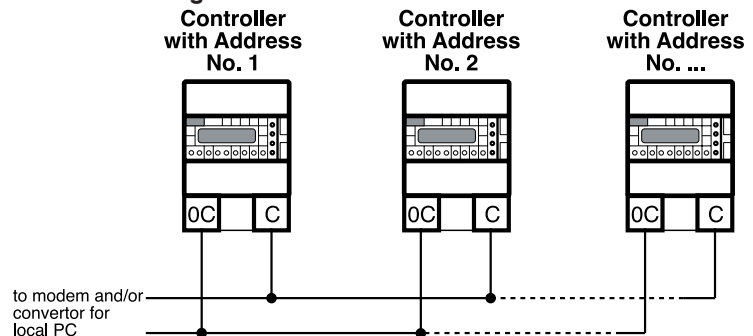 Controller
with Address
No. 1
Controller
with Address
No. 2
Controller
with Address
No. ...
0C C
0C C
0C C
to modem and/or
convertor for
local PC